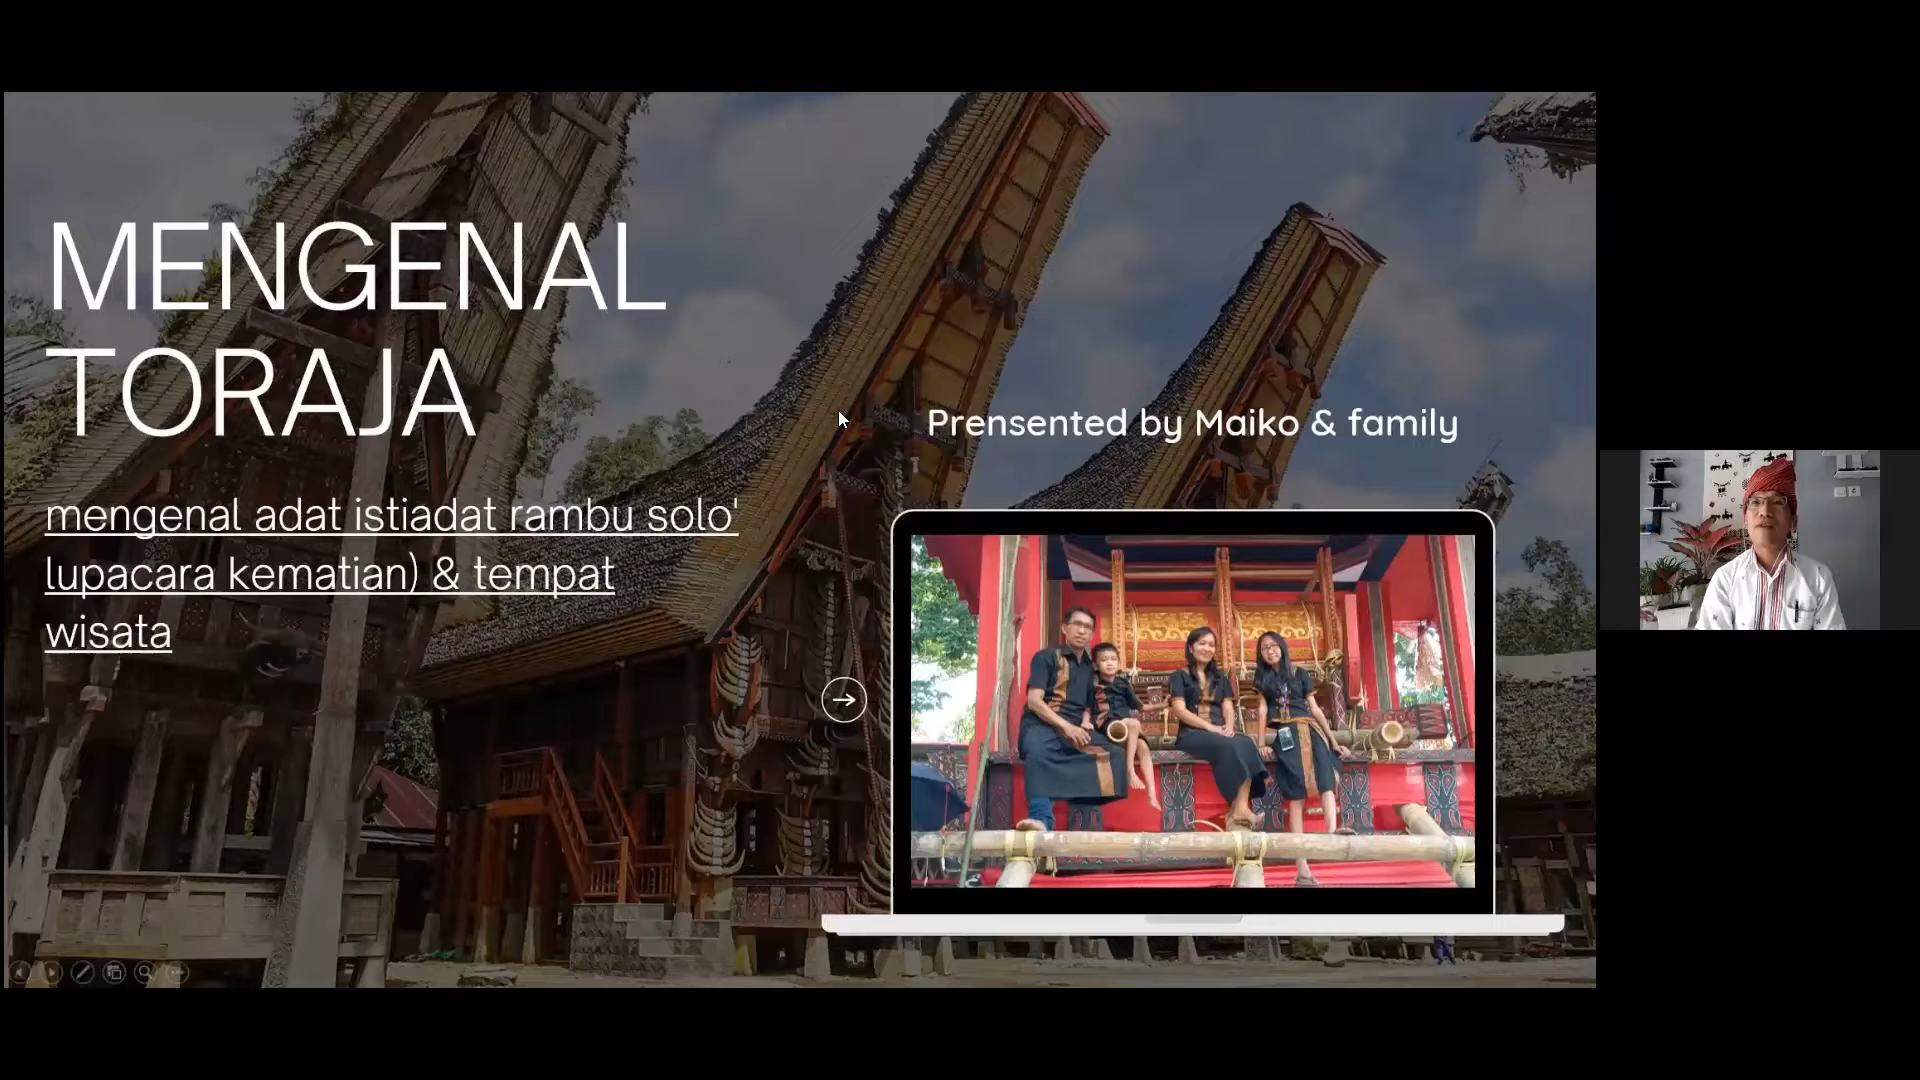 MENGENAL
TORAJA
mengenal adat istiadat rambu solo'
lupacara kematian) & tempat
wisata
Prensented by Maiko & family